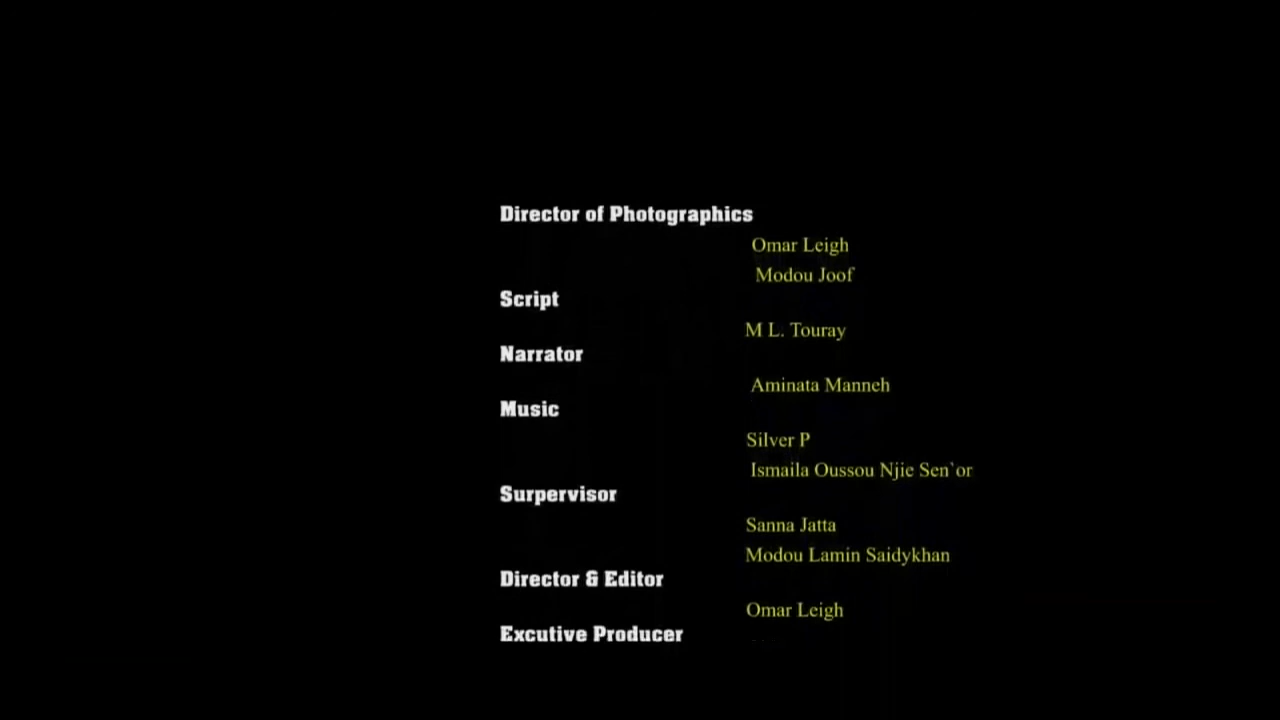 Director of Photographics
Omar Leigh
Modou Joof
Script
M L. Touray
Narrator
Aminata Manneh
Music
Silver P
Ismaila Oussou Njie Sen`or
Surpervisor
Sanna Jatta
Modou Lamin Saidykhan
Director & Editor
Omar Leigh
Excutive Producer